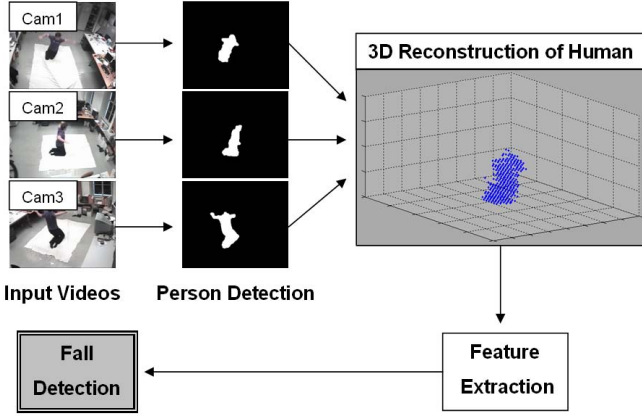 Cam1
3D Reconstruction of Human
Cam2
Cam3
Input Videos
Person Detection
Fall
Detection
Feature
Extraction